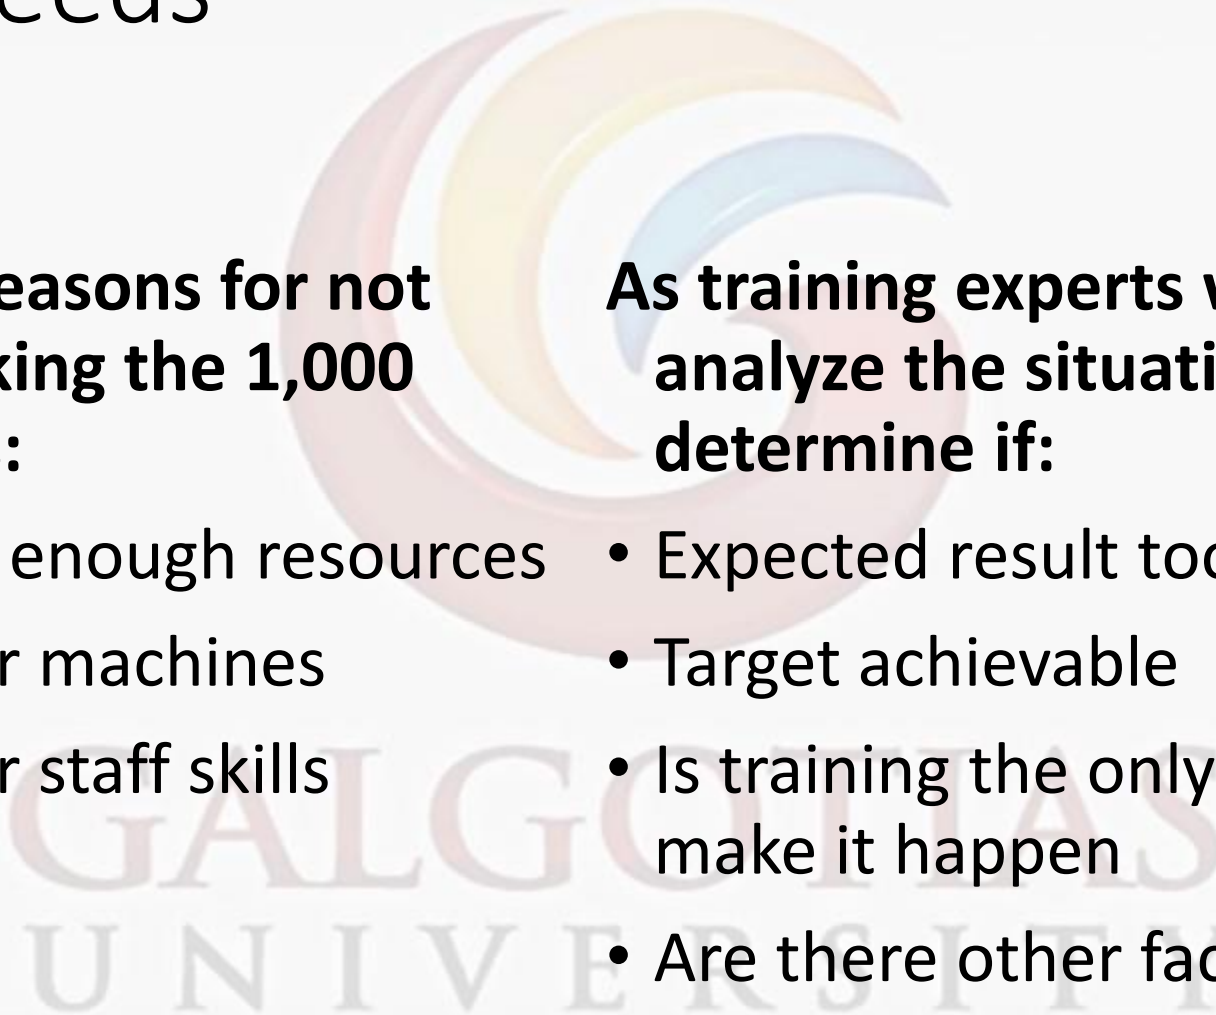 eeds
easons for not
king the 1,000
s:
enough resources
r machines
r staff skills
As training experts w
analyze the situati
determine if:
• Expected result too
• Target achievable
• Is training the only
make it happen
• Are there other fac
GALGOTIAS
UNIVERSITY